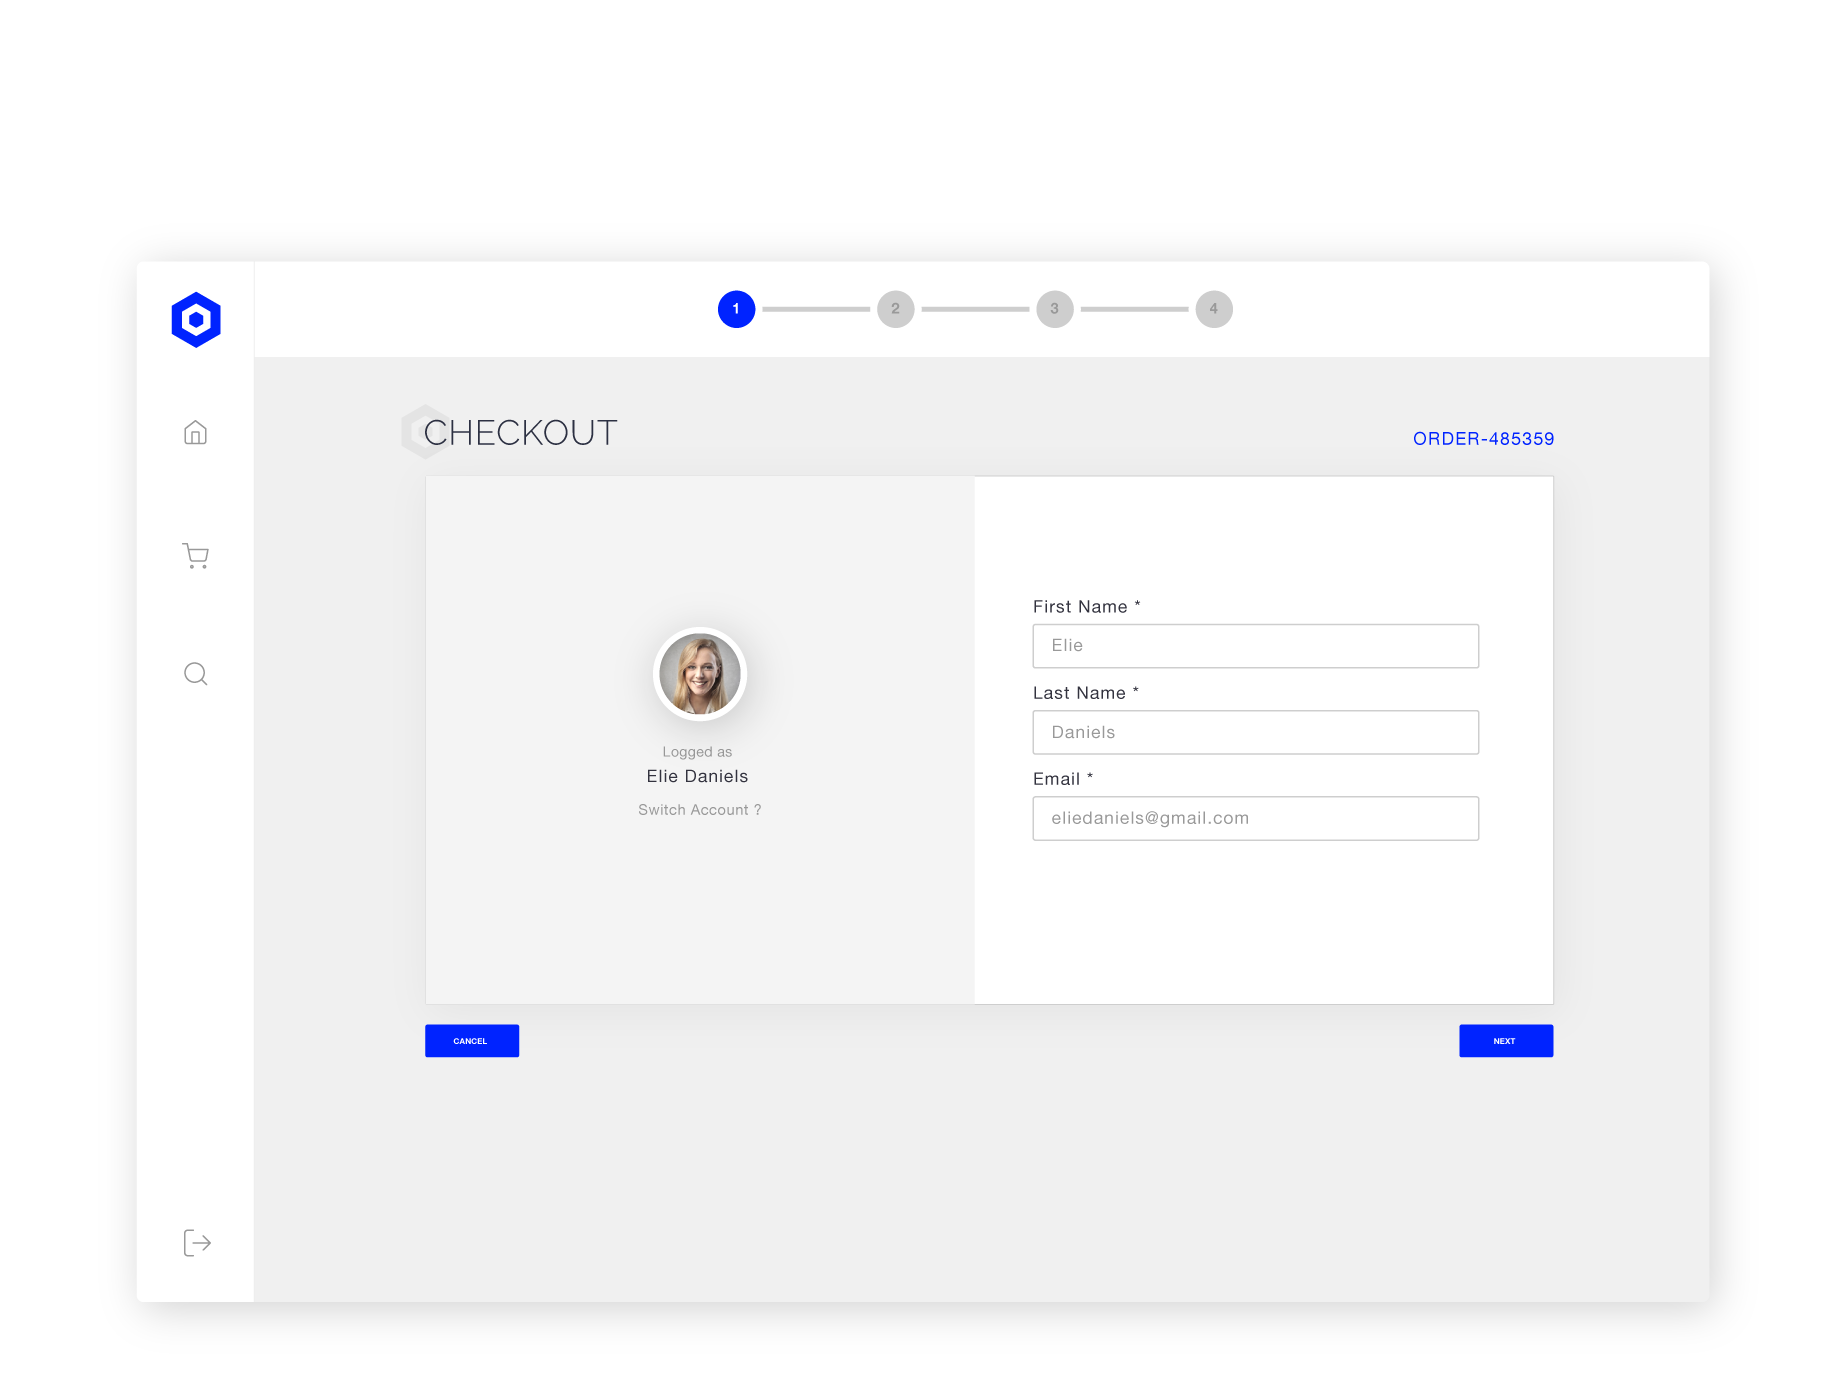 1
2
3
4
CHECKOUT
ORDER-485359
Logged as
Elie Daniels
Switch Account ?
First Name *
Elie
Last Name *
Daniels
Email *
eliedaniels@gmail.com
CANCEL
NEXT